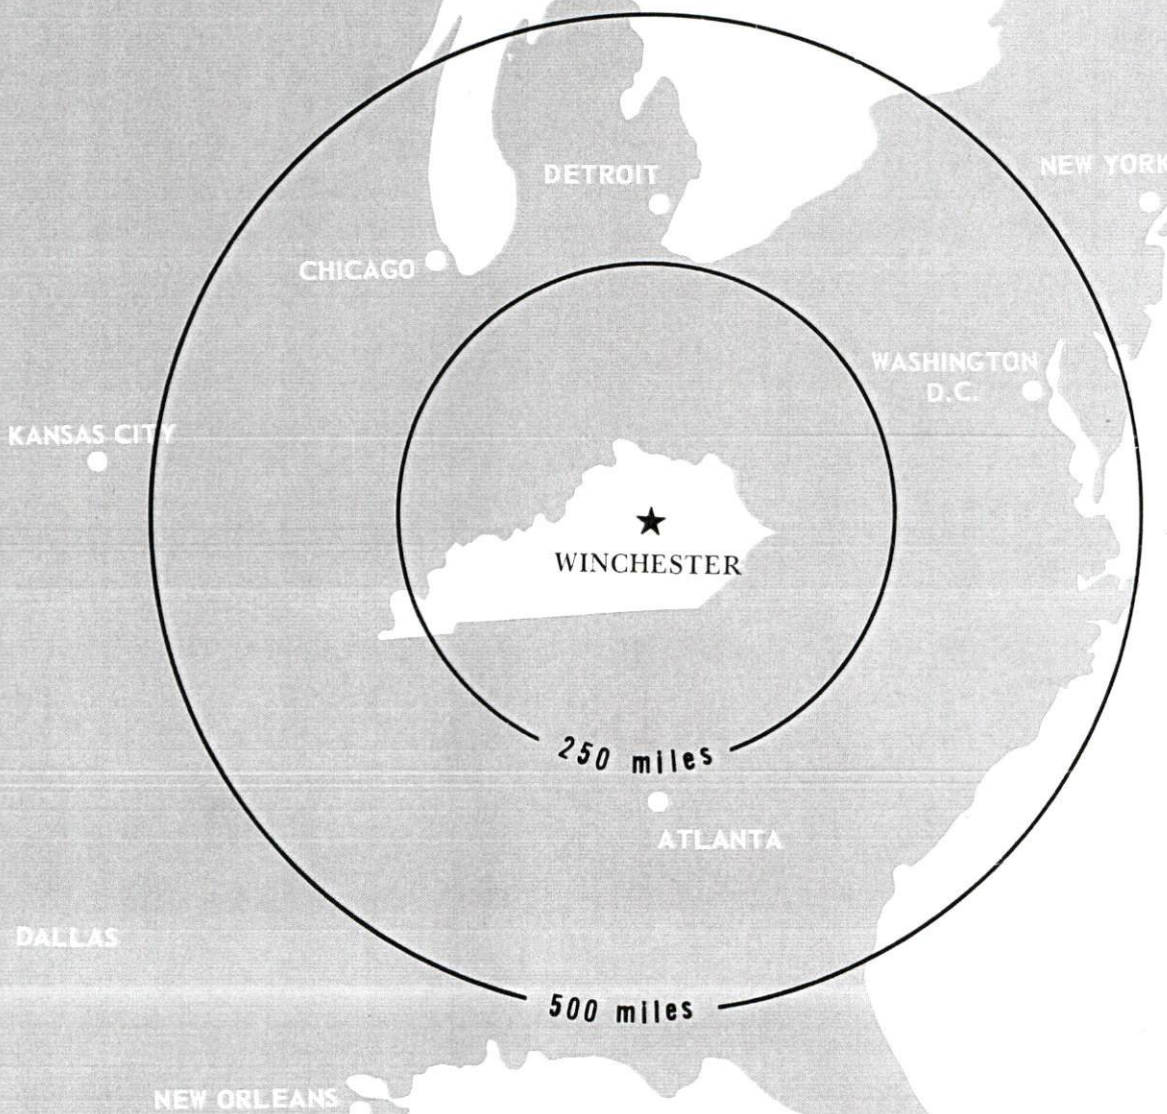 DETROIT
NEW YORK
CHICAGO
WASHINGTON
D.C.
KANSAS CITY
WINCHESTER
250 miles
ATLANTA
DALLAS
500 miles
NEW ORLEANS